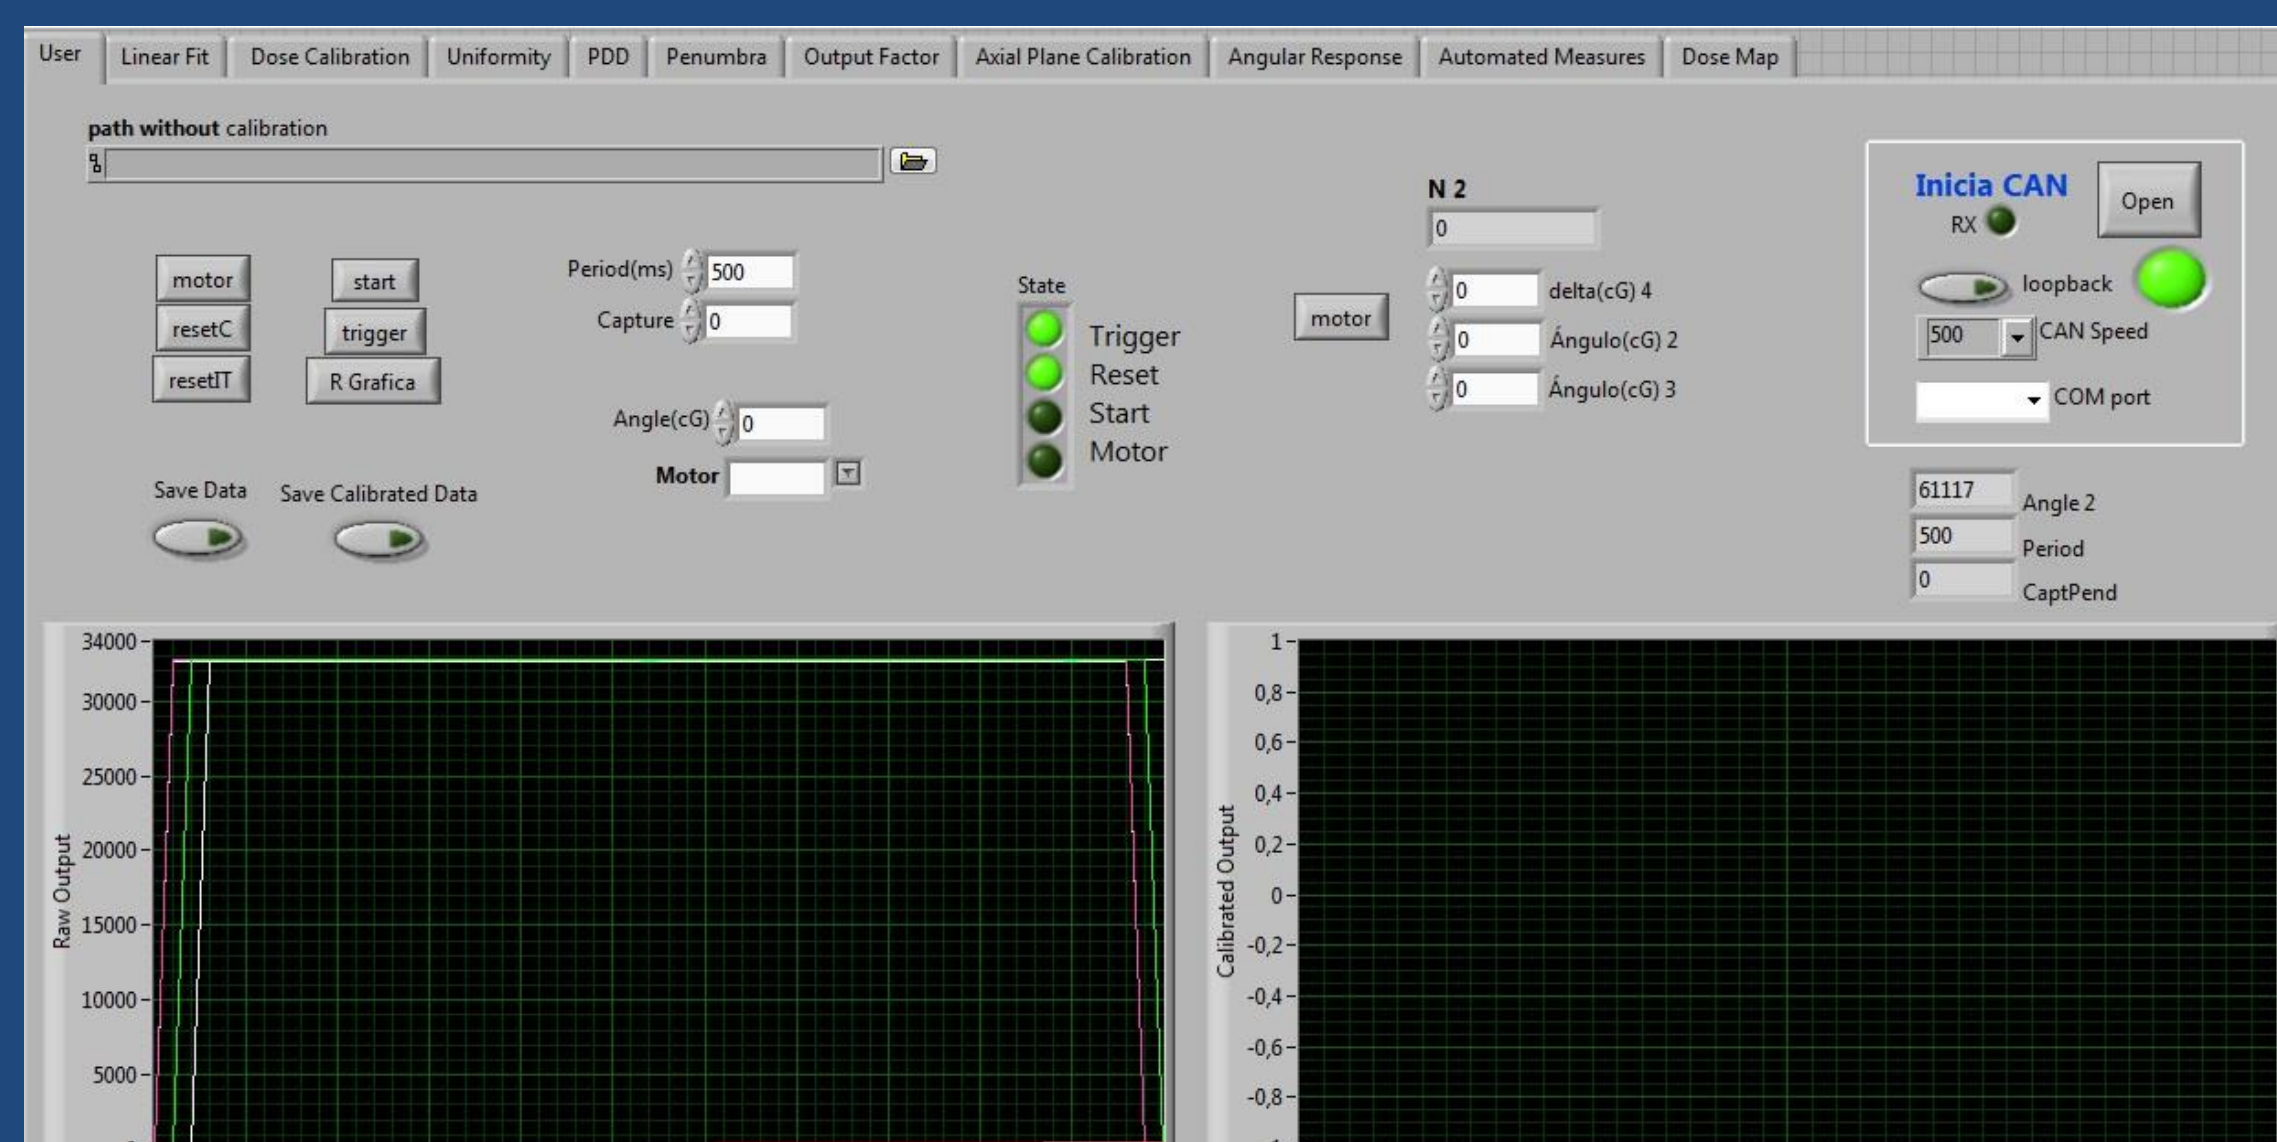 User Linear Fit Dose Calibration Uniformity PDD Penumbra Output Factor Axial Plane Calibration Angular Response Automated Measures Dose Map
path without calibration
motor
resetC
resetIT
start
trigger
R Grafica
Save Data
Save Calibrated Data
Period(ms) 500
Capture 0
Angle(cG) 0
Motor
State
Trigger
Reset
Start
Motor
motor
N 2
0
0 delta(cG) 4
0 Ángulo(cG) 2
0 Ángulo(cG) 3
Inicia CAN
Open
RX
loopback
500 CAN Speed
COM port
61117 Angle 2
500 Period
0 CaptPend
Raw Output
34000
30000
25000
20000
15000
10000
5000
Calibrated Output
1
0,8
0,6
0,4
0,2
0
-0,2
-0,4
-0,6
-0,8